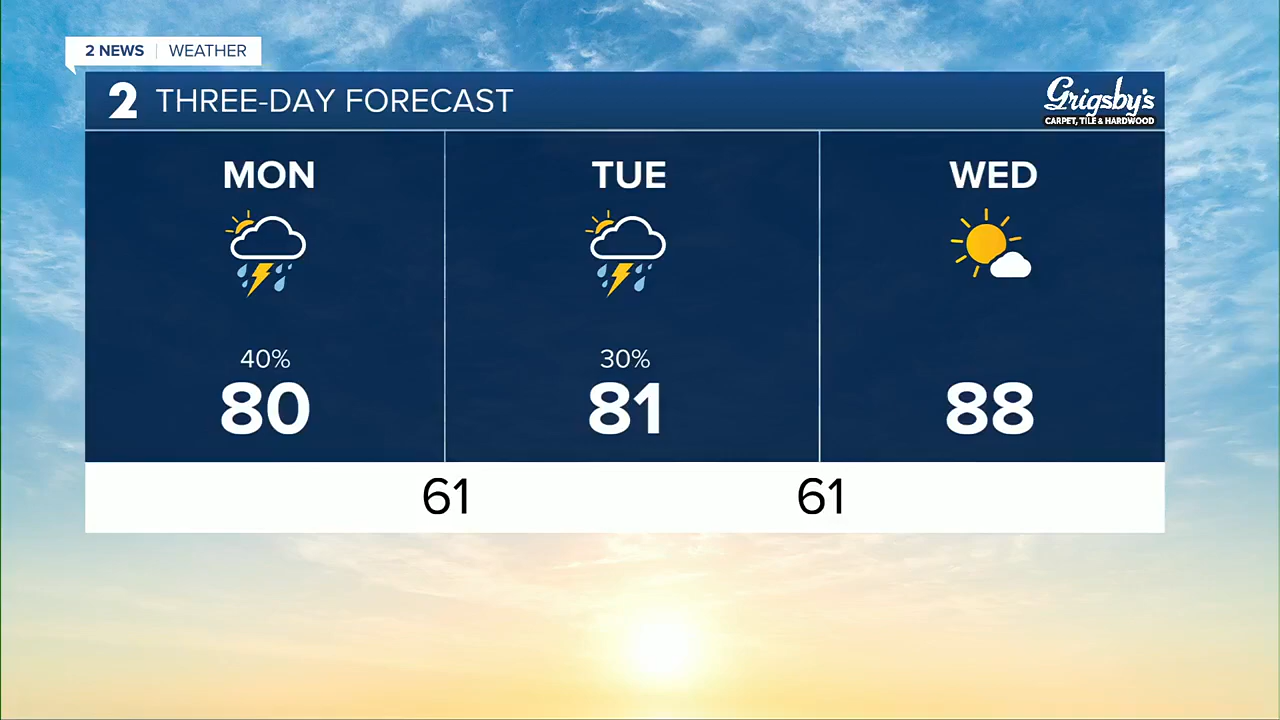 2 NEWS | WEATHER
2 THREE-DAY FORECAST
Grigsby's
CARPET, TILE & HARDWOOD
MON TUE WED
40% 30%
80 81 88
61 61